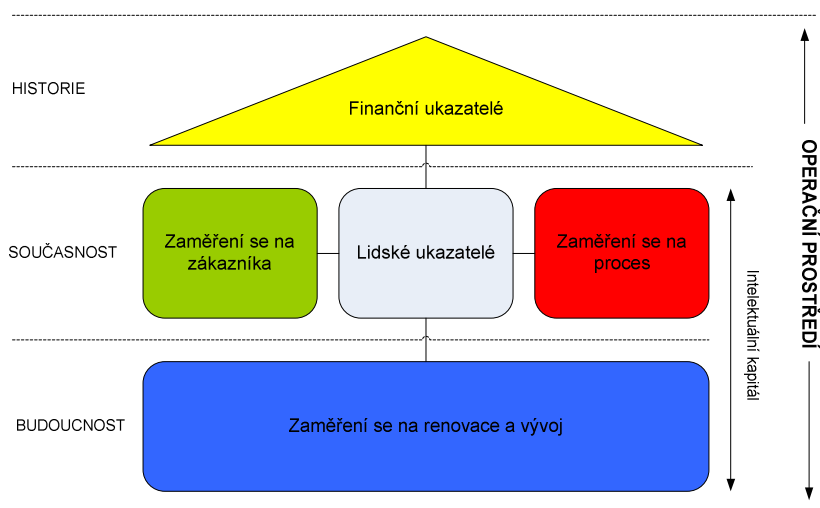 HISTORIE
Finanční ukazatelé
SOUČASNOST
Zaměření se na
zákazníka
Lidské ukazatelé
Zaměření se na
proces
BUDOUCNOST
Zaměření se na renovace a vývoj
Intelektuální kapitál
OPERAČNÍ PROSTŘEDÍ